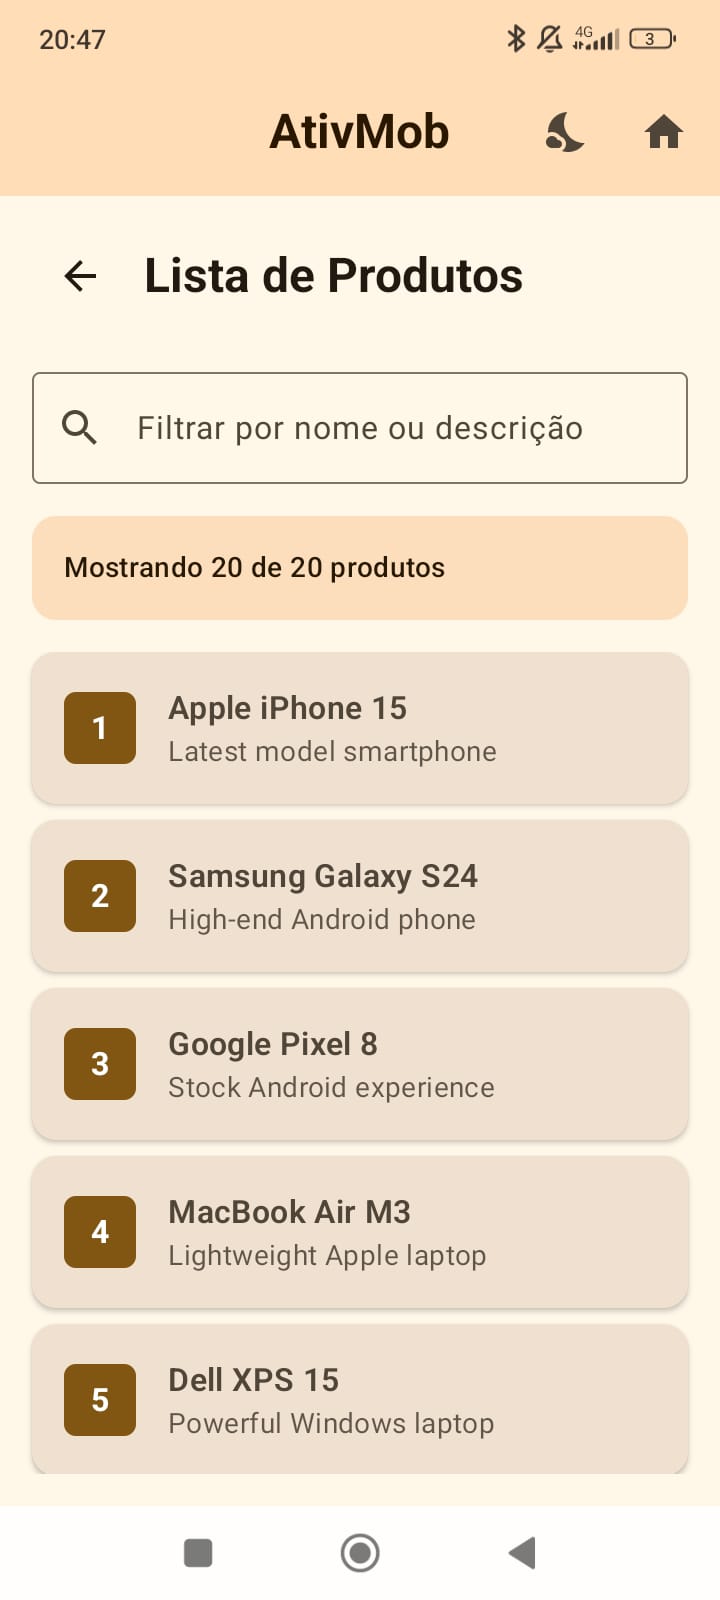 20:47
4G
3
AtivMob
Lista de Produtos
Filtrar por nome ou descrição
Mostrando 20 de 20 produtos
1
Apple iPhone 15
Latest model smartphone
2
Samsung Galaxy S24
High-end Android phone
3
Google Pixel 8
Stock Android experience
4
MacBook Air M3
Lightweight Apple laptop
5
Dell XPS 15
Powerful Windows laptop